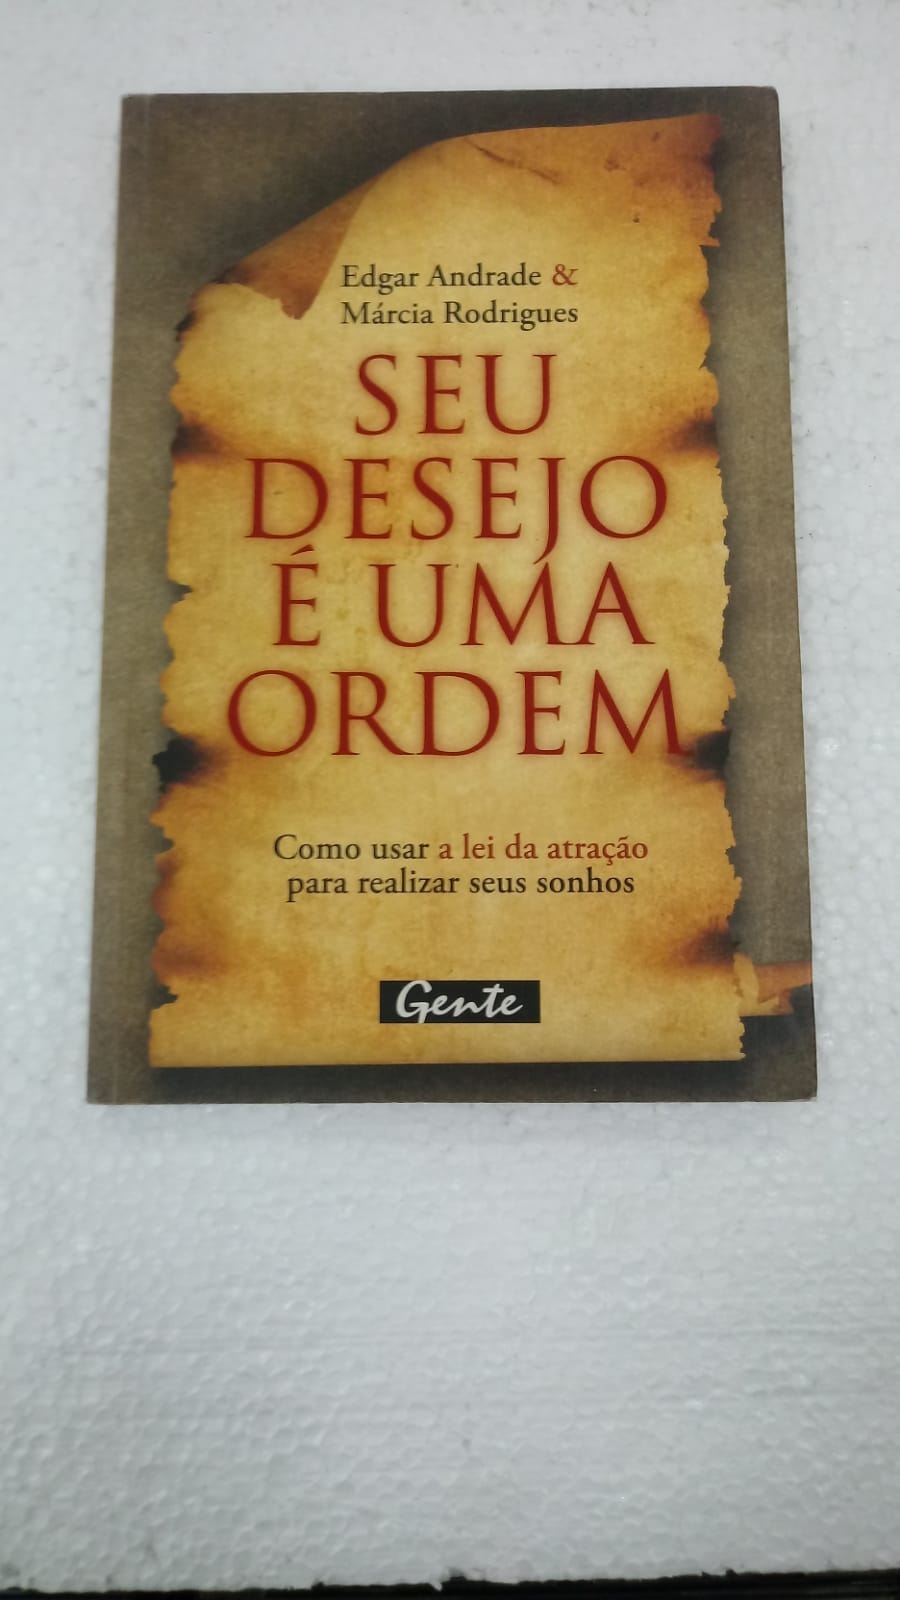 Edgar Andrade &
Márcia Rodrigues
SEU
DESEJO
É UMA
ORDEM
Como usar a lei da atração
para realizar seus sonhos
Gente